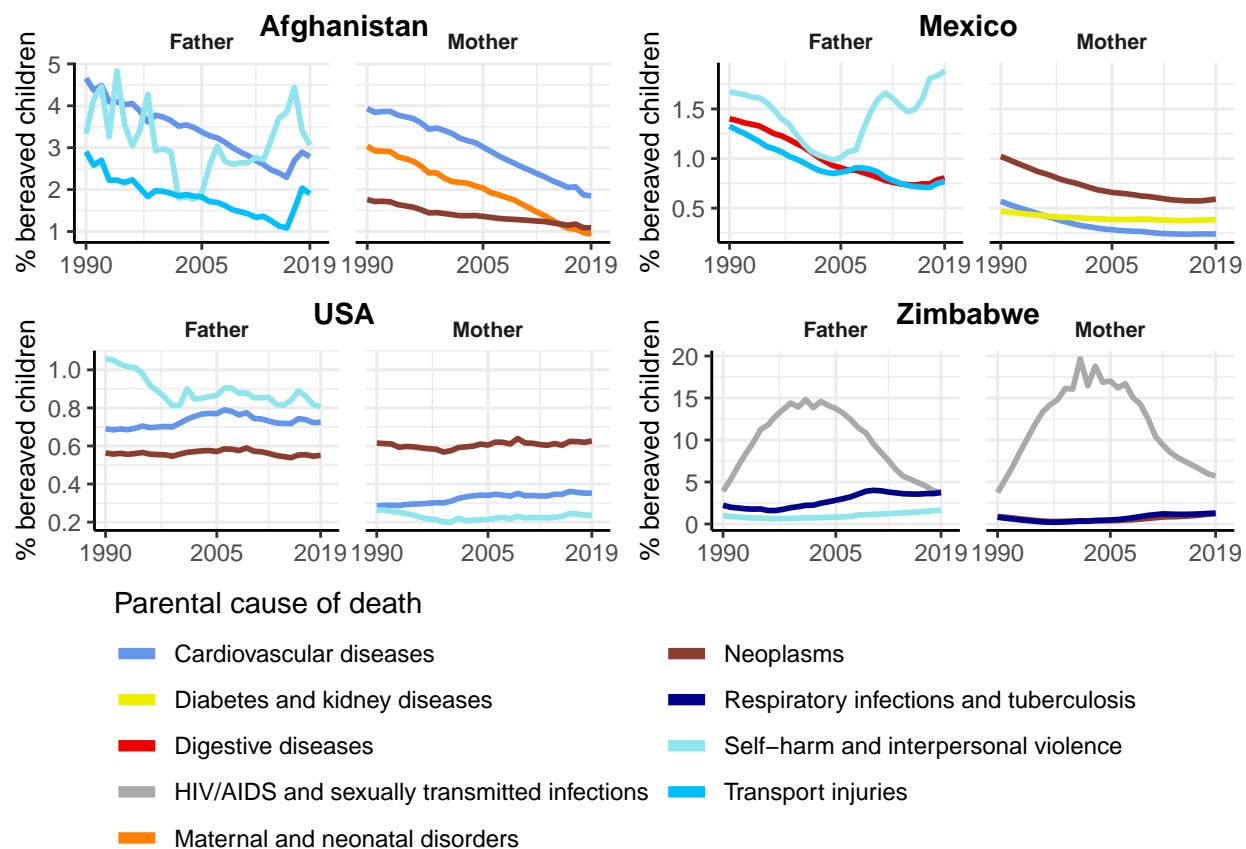 Afghanistan
Father
Mother
% bereaved children
5
4
3
2
1
1990
2005
2019
1990
2005
2019
Mexico
Father
Mother
% bereaved children
1.5
1.0
0.5
1990
2005
2019
1990
2005
2019
USA
Father
Mother
% bereaved children
1.0
0.8
0.6
0.4
0.2
1990
2005
2019
1990
2005
2019
Zimbabwe
Father
Mother
% bereaved children
20
15
10
5
0
1990
2005
2019
1990
2005
2019
Parental cause of death
Cardiovascular diseases
Diabetes and kidney diseases
Digestive diseases
HIV/AIDS and sexually transmitted infections
Maternal and neonatal disorders
Neoplasms
Respiratory infections and tuberculosis
Self−harm and interpersonal violence
Transport injuries